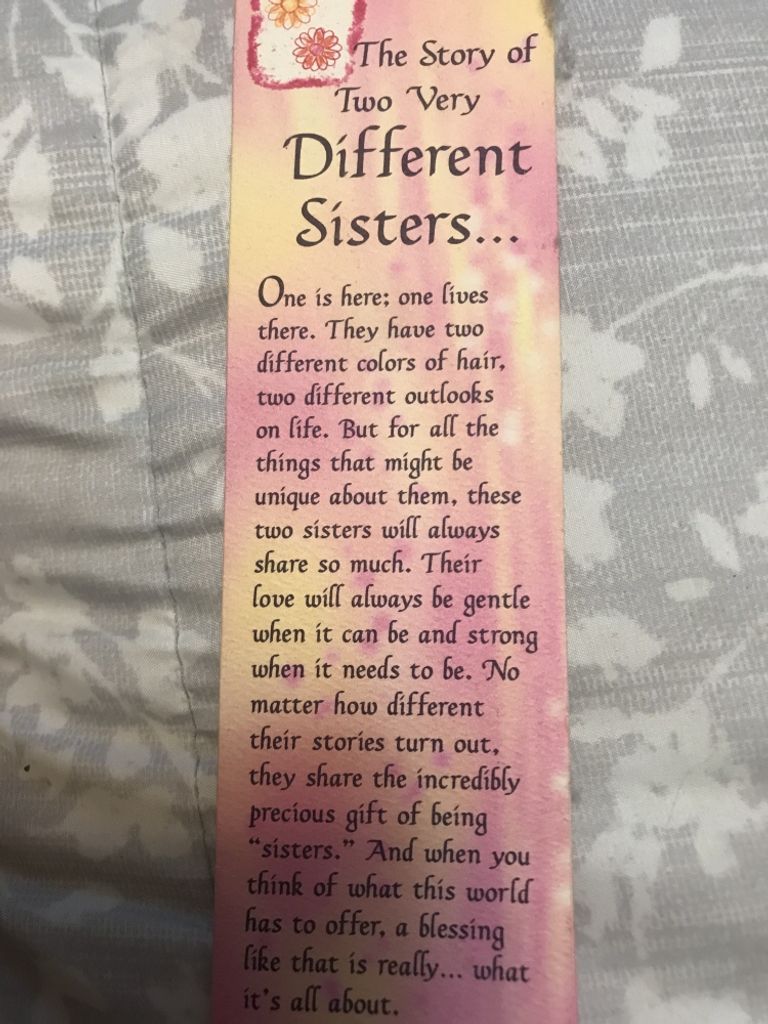 The Story of
Two Very
Different
Sisters...
One is here; one lives
there. They have two
different colors of hair,
two different outlooks
on life. But for all the
things that might be
unique about them, these
two sisters will always
share so much. Their
love will always be gentle
when it can be and strong
when it needs to be. No
matter how different
their stories turn out,
they share the incredibly
precious gift of being
“sisters.” And when you
think of what this world
has to offer, a blessing
like that is really... what
it's all about.